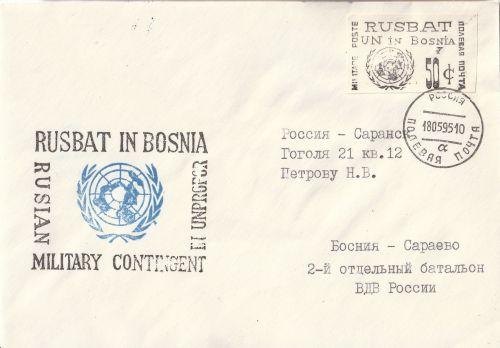 RUSBAT
UN IN BOSNIA
MILITARE POSTE
50 ¢
ПОЛЕВАЯ ПОЧТА
РОССИЯ
18059510
α
ПОЛЕВАЯ ПОЧТА
RUSBAT IN BOSNIA
RUSIAN
UNPROFOR
MILITARY CONTINGENT
Россия - Саранск
Гоголя 21 кв.12
Петрову Н.В.
Босния - Сараево
2-й отдельный батальон
ВДВ России